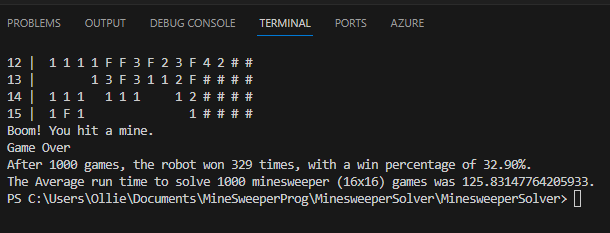 PROBLEMS OUTPUT DEBUG CONSOLE TERMINAL PORTS AZURE
12 | 1 1 1 1 F F 3 F 2 3 F 4 2 # #
13 |       1 3 F 3 1 1 2 F # # # #
14 | 1 1 1   1 1 1     1 2 # # # #
15 | 1 F 1               1 # # # #
Boom! You hit a mine.
Game Over
After 1000 games, the robot won 329 times, with a win percentage of 32.90%.
The Average run time to solve 1000 minesweeper (16x16) games was 125.83147764205933.
PS C:\Users\Ollie\Documents\MineSweeperProg\MinesweeperSolver\MinesweeperSolver>